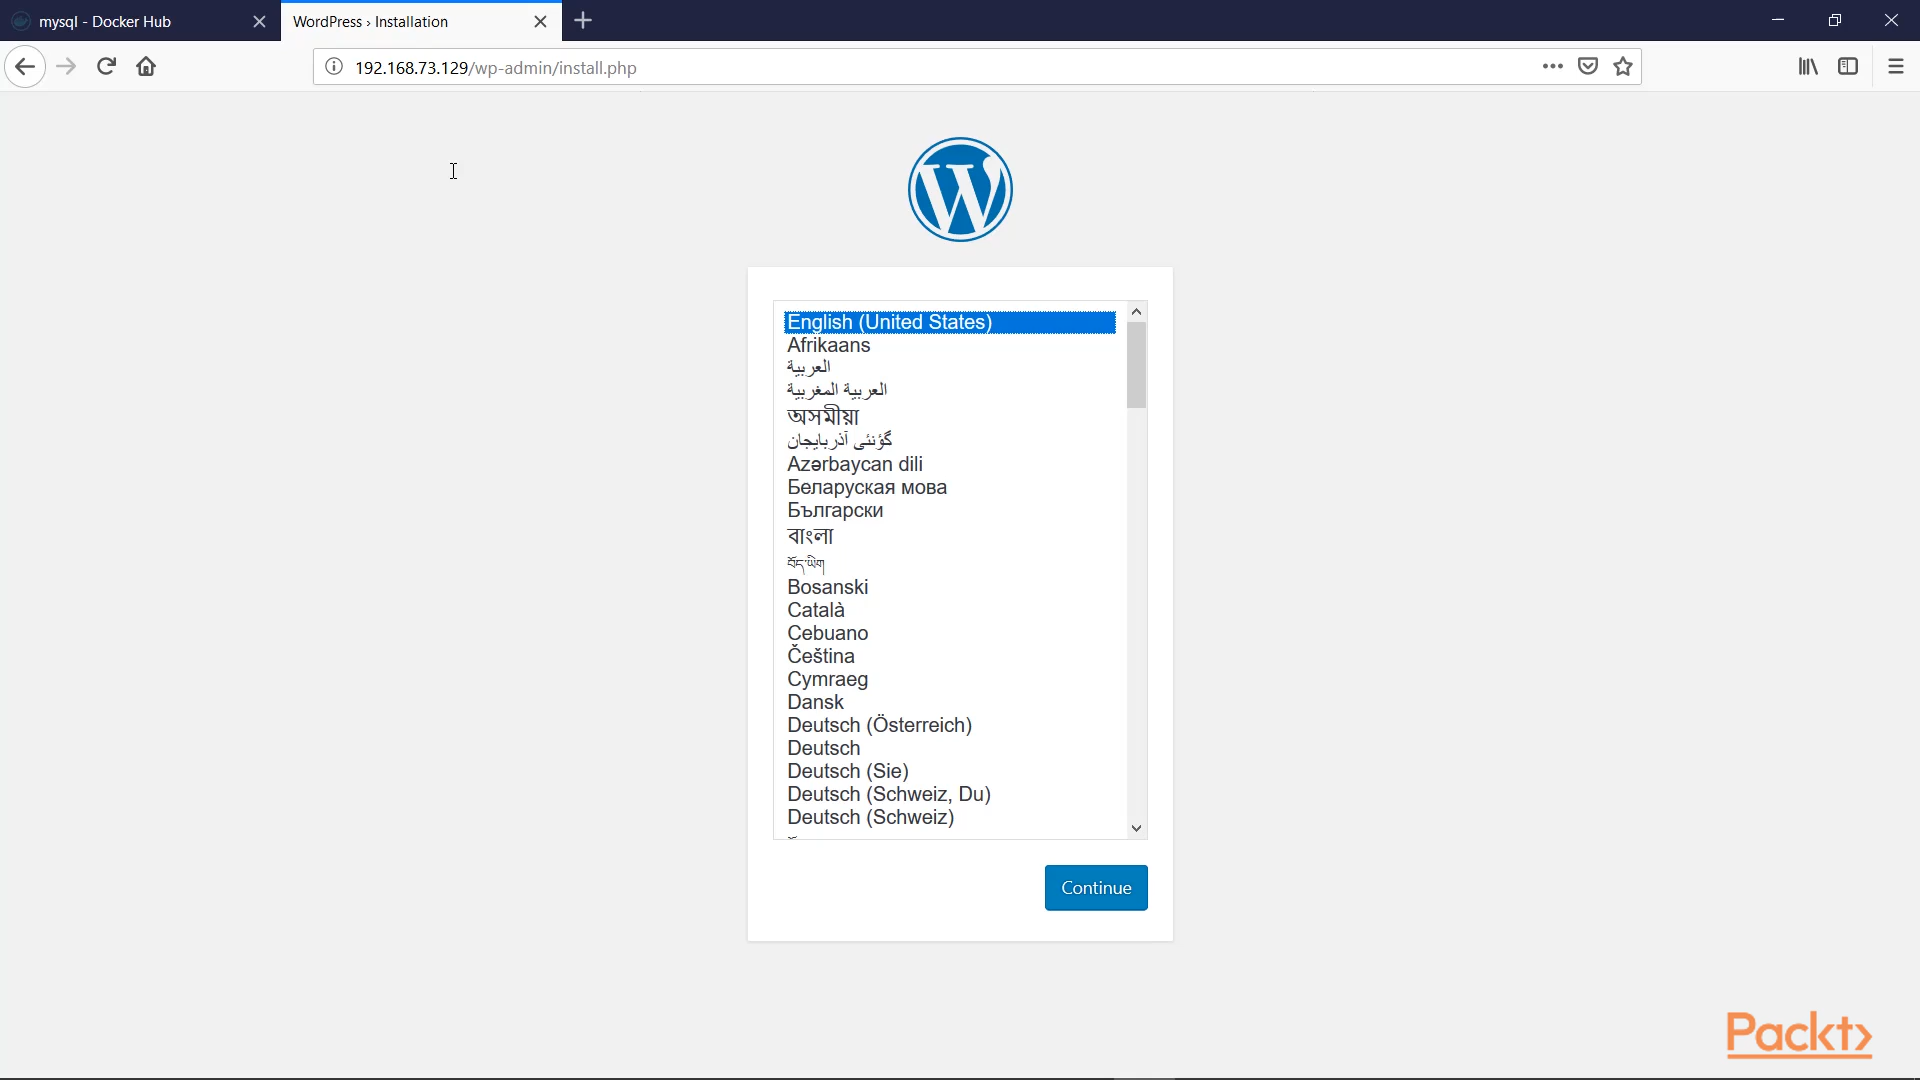 mysql - Docker Hub
WordPress › Installation
192.168.73.129/wp-admin/install.php
English (United States)
Afrikaans
العربية
العربية المغربية
অসমীয়া
گؤنئی آذربایجان
Azərbaycan dili
Беларуская мова
Български
বাংলা
བོད་ཡིག
Bosanski
Català
Cebuano
Čeština
Cymraeg
Dansk
Deutsch (Österreich)
Deutsch
Deutsch (Sie)
Deutsch (Schweiz, Du)
Deutsch (Schweiz)
Continue
Packt